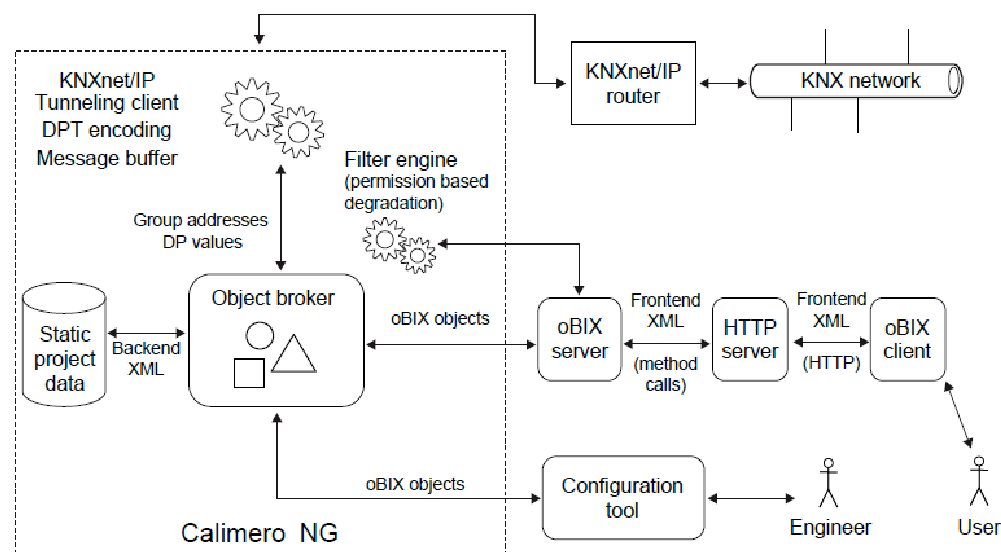 KNXnet/IP
Tunneling client
DPT encoding
Message buffer
KNXnet/IP
router
KNX network
Filter engine
(permission based
degradation)
Group addresses
DP values
Static
project
data
Backend
XML
Object broker
oBIX objects
oBIX
server
Frontend
XML
(method
calls)
HTTP
server
Frontend
XML
(HTTP)
oBIX
client
oBIX objects
Configuration
tool
Engineer
User
Calimero NG